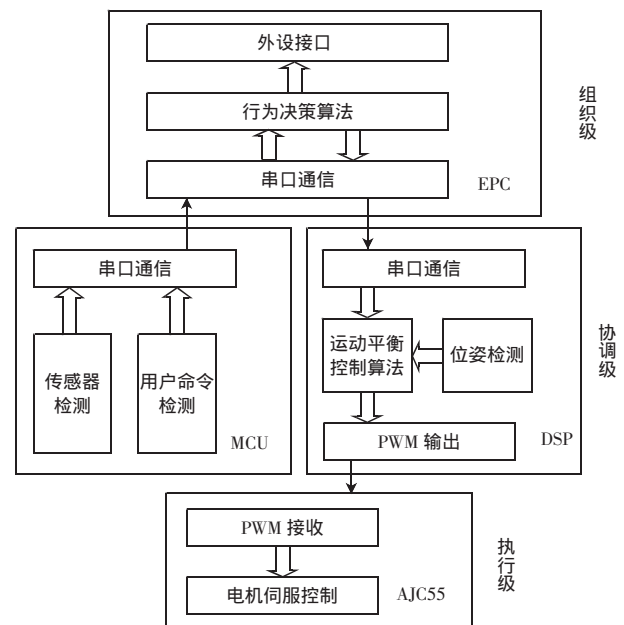 外设接口
行为决策算法
串口通信
EPC
组织级
串口通信
传感器
检测
用户命令
检测
MCU
串口通信
运动平衡
控制算法
位姿检测
PWM 输出
DSP
协调级
PWM 接收
电机伺服控制
AJC55
执行级